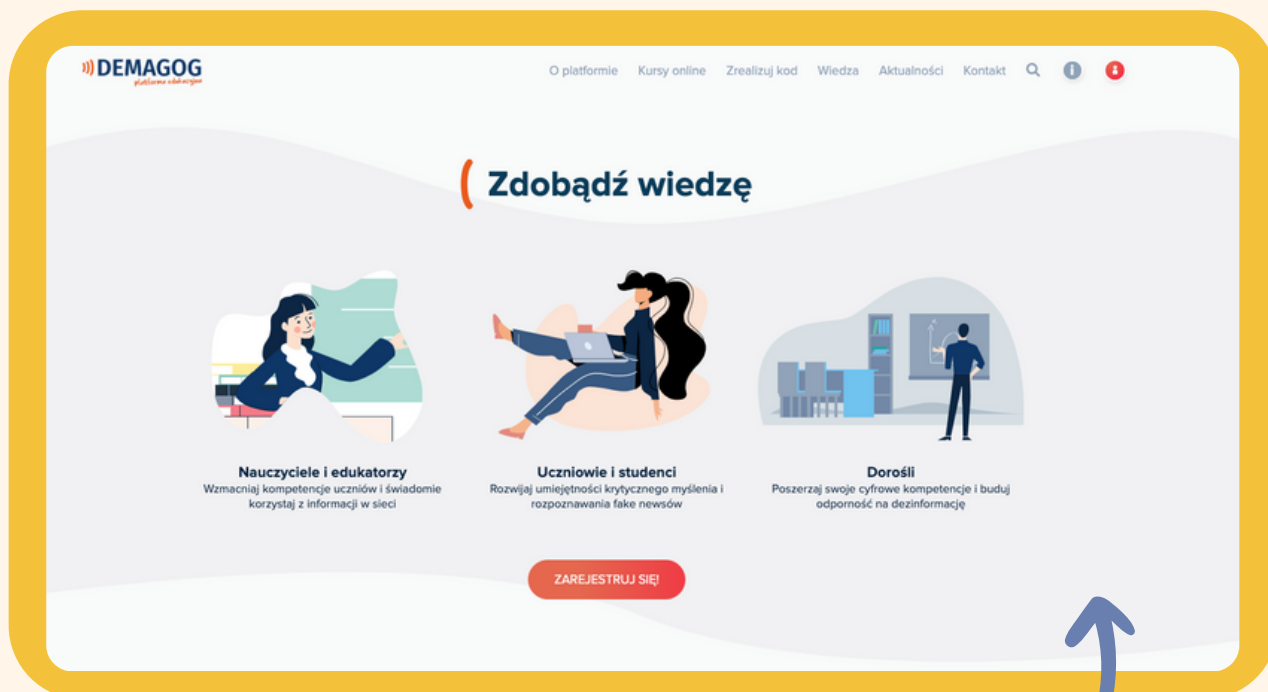 DEMAGOG
platforma edukacyjna
O platformie Kursy online Zrealizuj kod Wiedza Aktualności Kontakt
Zdobądź wiedzę
Nauczyciele i edukatorzy
Wzmacniaj kompetencje uczniów i świadomie
korzystaj z informacji w sieci
Uczniowie i studenci
Rozwijaj umiejętności krytycznego myślenia i
rozpoznawania fake newsów
Dorośli
Poszerzaj swoje cyfrowe kompetencje i buduj
odporność na dezinformację
ZAREJESTRUJ SIĘ!